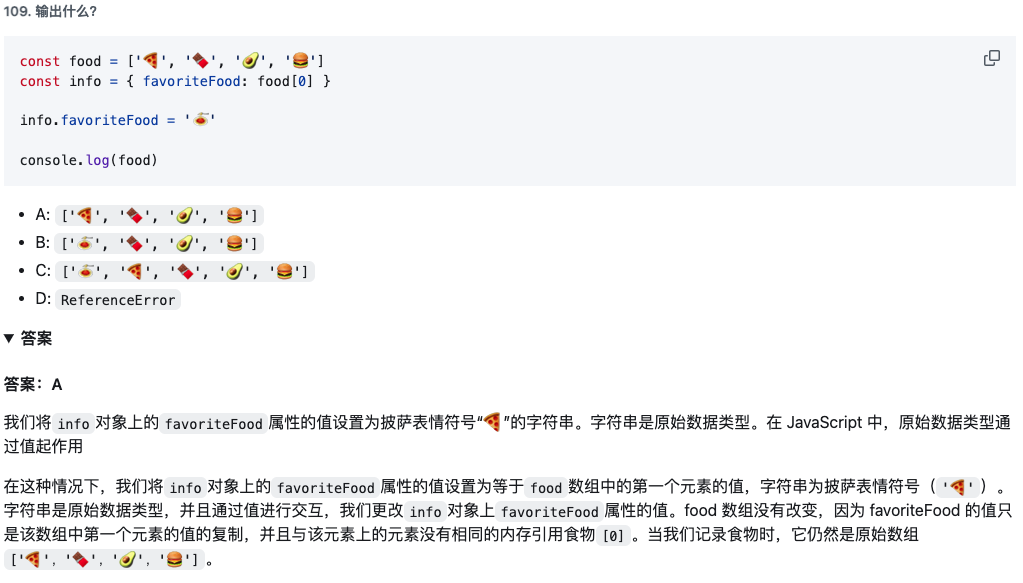 109. 输出什么?
const food = ['🍕', '🍫', '🥑', '🍔']
const info = { favoriteFood: food[0] }
info.favoriteFood = '🍝'
console.log(food)
• A: ['🍕', '🍫', '🥑', '🍔']
• B: ['🍝', '🍫', '🥑', '🍔']
• C: ['🍝', '🍕', '🍫', '🥑', '🍔']
• D: ReferenceError
▼ 答案
答案：A
我们将 info 对象上的 favoriteFood 属性的值设置为披萨表情符号“🍕”的字符串。字符串是原始数据类型。在 JavaScript 中，原始数据类型通
过值起作用
在这种情况下，我们将 info 对象上的 favoriteFood 属性的值设置为等于 food 数组中的第一个元素的值，字符串为披萨表情符号（'🍕'）。
字符串是原始数据类型，并且通过值进行交互，我们更改 info 对象上 favoriteFood 属性的值。food 数组没有改变，因为 favoriteFood 的值只
是该数组中第一个元素的值的复制，并且与该元素上的元素没有相同的内存引用食物 [0] 。当我们记录食物时，它仍然是原始数组
['🍕'，'🍫'，'🥑'，'🍔'] 。